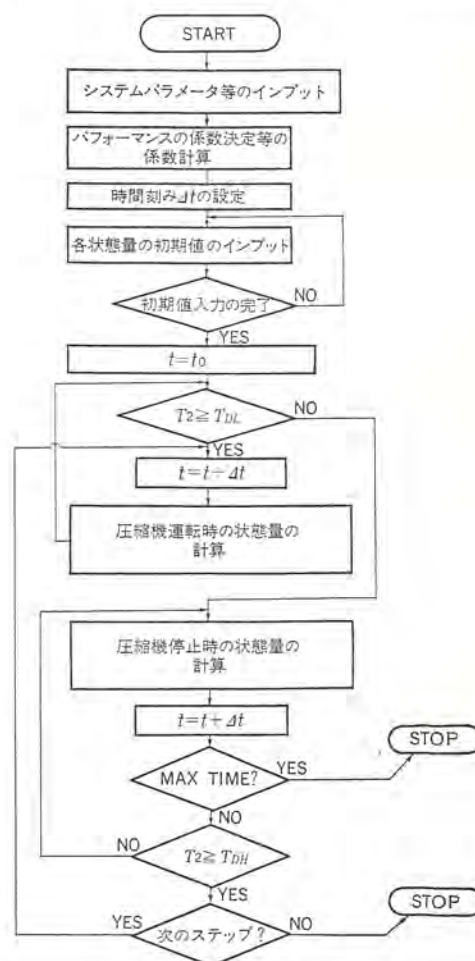 START
システムパラメータ等のインプット
パフォーマンスの係数決定等の
係数計算
時間刻みΔtの設定
各状態量の初期値のインプット
初期値入力の完了
NO
YES
t=t₀
T₂≧T_DL
NO
YES
t=t÷Δt
圧縮機運転時の状態量の
計算
圧縮機停止時の状態量の
計算
t=t+Δt
STOP
MAX TIME?
YES
NO
NO
T₂≧T_DH
YES
STOP
YES
次のステップ?
NO